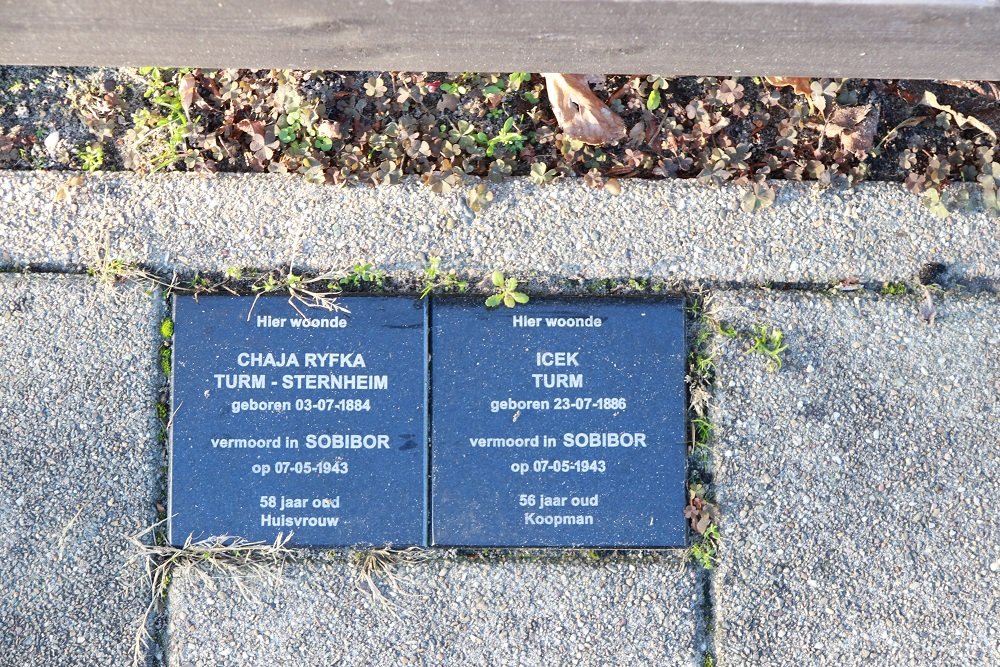 Hier woonde
CHAJA RYFKA
TURM - STERNHEIM
geboren 03-07-1884
vermoord in SOBIBOR
op 07-05-1943
58 jaar oud
Huisvrouw
Hier woonde
ICEK
TURM
geboren 23-07-1886
vermoord in SOBIBOR
op 07-05-1943
56 jaar oud
Koopman